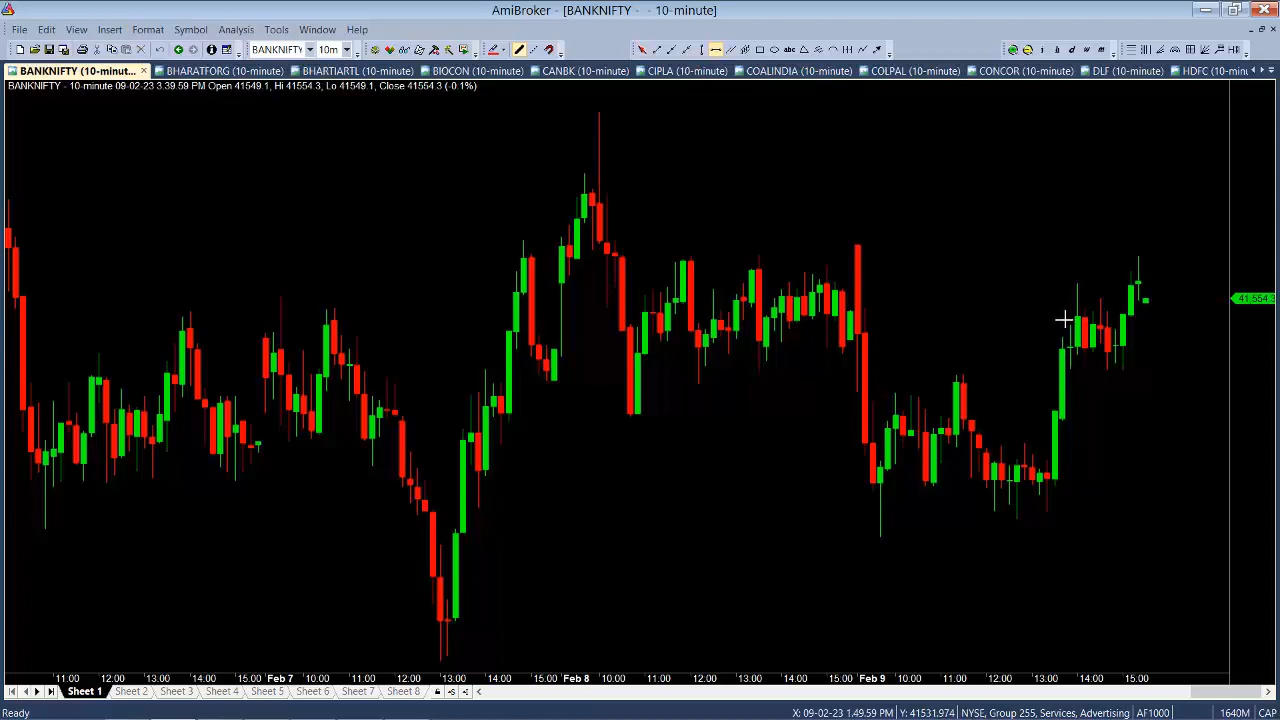 AmiBroker - [BANKNIFTY - - 10-minute]
File Edit View Insert Format Symbol Analysis Tools Window Help
BANKNIFTY 10m
BANKNIFTY (10-minut... BHARATFORG (10-minute) BHARTIARTL (10-minute) BIOCON (10-minute) CANBK (10-minute) CIPLA (10-minute) COALINDIA (10-minute) COLPAL (10-minute) CONCOR (10-minute) DLF (10-minute) HDFC (10-minu
BANKNIFTY - 10-minute 09-02-23 3.39.59 PM Open 41549.1, Hi 41554.3, Lo 41549.1, Close 41554.3 (-0.1%)
41,554.3
11.00 12.00 13.00 14.00 15.00 Feb 7 10.00 11.00 12.00 13.00 14.00 15.00 Feb 8 10.00 11.00 12.00 13.00 14.00 15.00 Feb 9 10.00 11.00 12.00 13.00 14.00 15.00
Sheet 1 Sheet 2 Sheet 3 Sheet 4 Sheet 5 Sheet 6 Sheet 7 Sheet 8
Ready X: 09-02-23 1.49.59 PM Y: 41531.974 NYSE, Group 255, Services, Advertising AF1000 1640M CAP